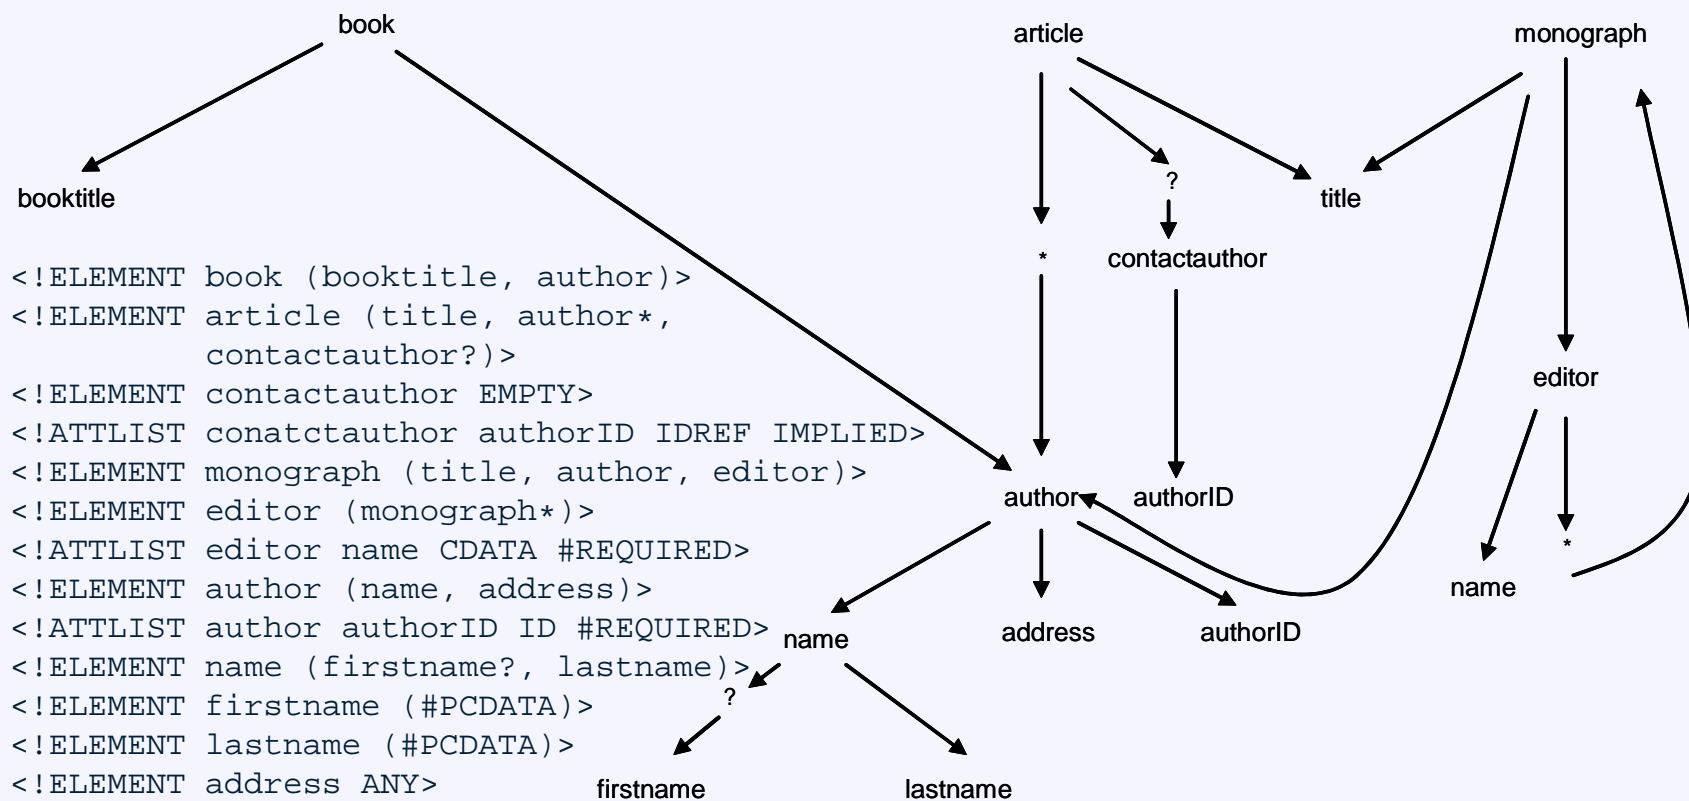 book
article
monograph
booktitle
?
title
*
contactauthor
<!ELEMENT book (booktitle, author)>
<!ELEMENT article (title, author*,
contactauthor?)>
<!ELEMENT contactauthor EMPTY>
<!ATTLIST conatctauthor authorID IDREF IMPLIED>
<!ELEMENT monograph (title, author, editor)>
<!ELEMENT editor (monograph*)>
<!ATTLIST editor name CDATA #REQUIRED>
<!ELEMENT author (name, address)>
<!ATTLIST author authorID ID #REQUIRED>
<!ELEMENT name (firstname?, lastname)>
<!ELEMENT firstname (#PCDATA)>
<!ELEMENT lastname (#PCDATA)>
<!ELEMENT address ANY>
editor
author
authorID
*
name
name
address
authorID
?
firstname
lastname